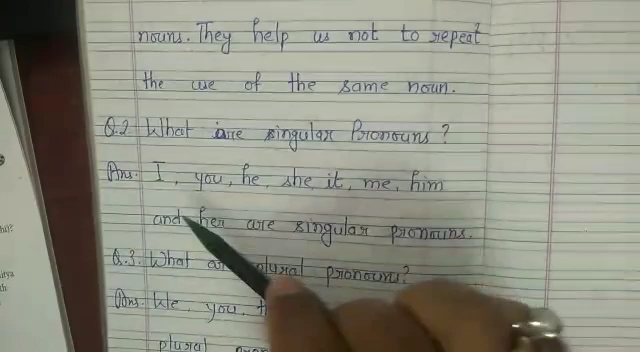 nouns. They help us not to repeat
the use of the same noun.
Q.2. What are singular Pronouns?
Ans. I, you, he, she it, me, him
and her are singular pronouns.
Q.3. What are plural pronouns?
Ans. We, you,
plural